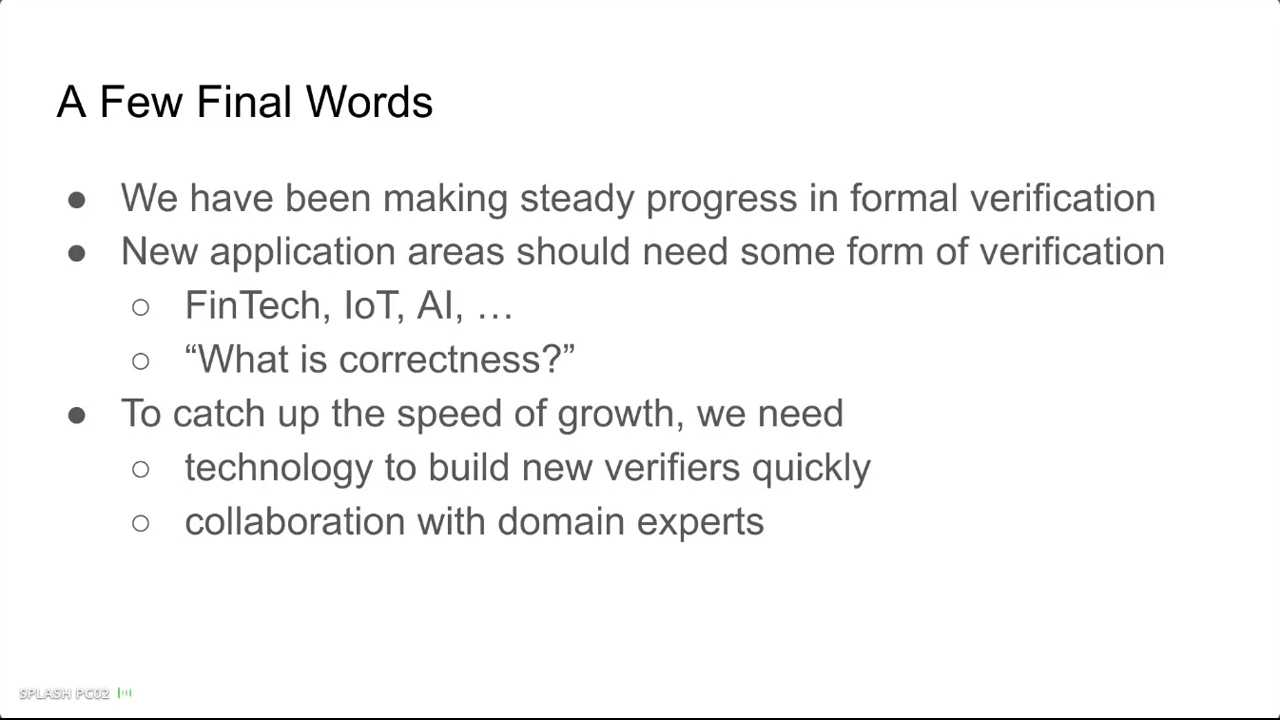 A Few Final Words
● We have been making steady progress in formal verification
● New application areas should need some form of verification
○ FinTech, IoT, AI, …
○ “What is correctness?”
● To catch up the speed of growth, we need
○ technology to build new verifiers quickly
○ collaboration with domain experts
SPLASH PC02